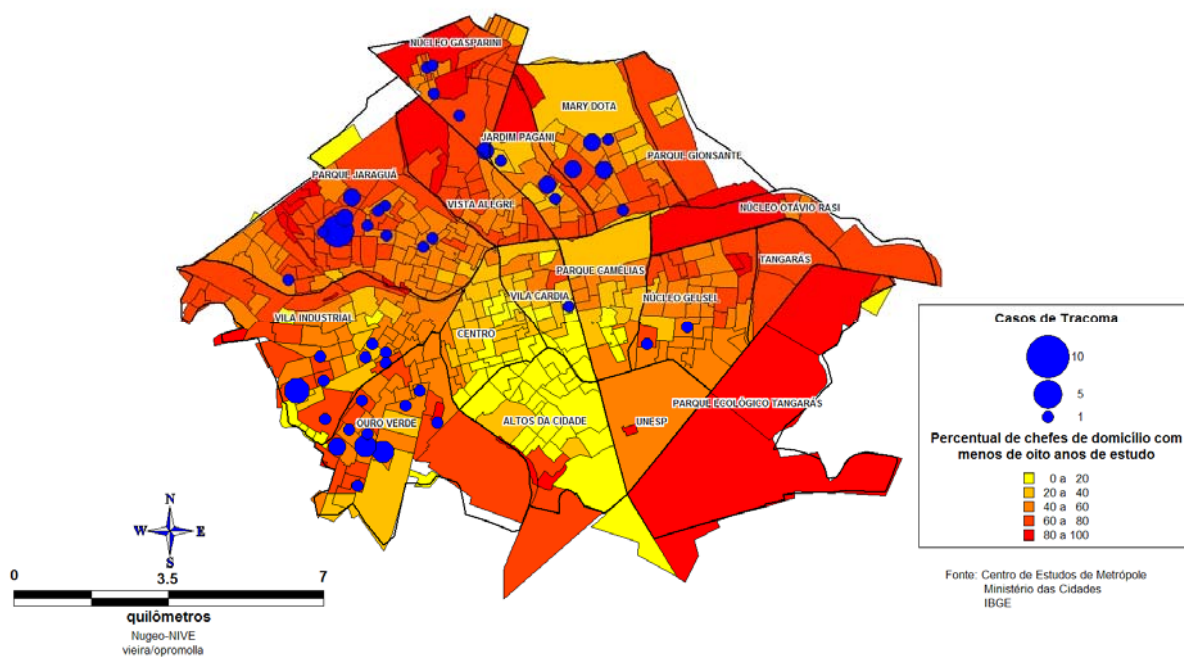 NÚCLEO GASPARINI
MARY DOTA
JARDIM PAGANI
PARQUE GIONSANTE
PARQUE JARAGUÁ
VISTA ALEGRE
NÚCLEO OTÁVIO RASI
TANGARÁS
PARQUE CAMÉLIAS
VILA CARDIA
NÚCLEO GELSEL
VILA INDUSTRIAL
CENTRO
PARQUE ECOLÓGICO TANGARÁS
OURO VERDE
ALTOS DA CIDADE
UNESP
Casos de Tracoma
10
5
1
Percentual de chefes de domicilio com
menos de oito anos de estudo
0 a 20
20 a 40
40 a 60
60 a 80
80 a 100
N
W E
S
0 3.5 7
quilômetros
Nugeo-NIVE
vieira/opromolla
Fonte: Centro de Estudos de Metrópole
Ministério das Cidades
IBGE